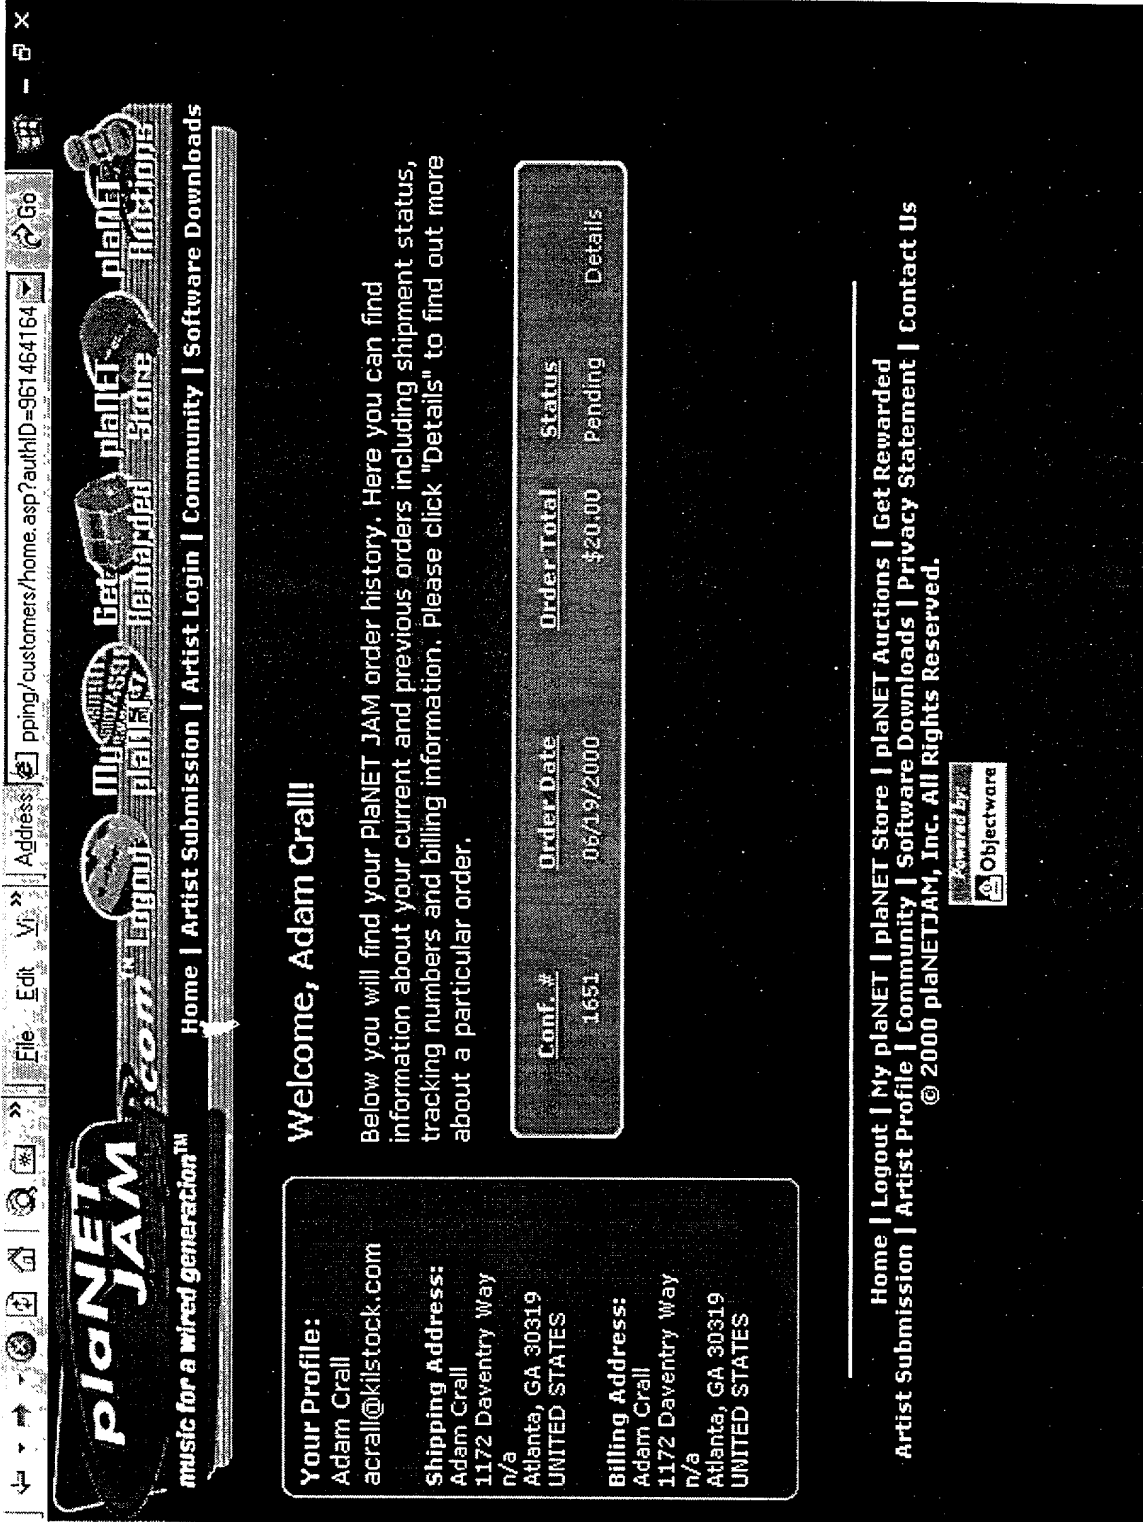 File Edit Vi » Address pping/customers/home.asp?authID=961464164 Go
plaNET JAM .com™
music for a wired generation™
Logout
My plaNET
Get Rewarded
plaNET Store
plaNET Auctions
Home | Artist Submission | Artist Login | Community | Software Downloads
Your Profile:
Adam Crall
acrall@kilstock.com
Shipping Address:
Adam Crall
1172 Daventry Way
n/a
Atlanta, GA 30319
UNITED STATES
Billing Address:
Adam Crall
1172 Daventry Way
n/a
Atlanta, GA 30319
UNITED STATES
Welcome, Adam Crall!
Below you will find your PlaNET JAM order history. Here you can find
information about your current and previous orders including shipment status,
tracking numbers and billing information. Please click "Details" to find out more
about a particular order.
Conf. # Order Date Order Total Status
1651 06/19/2000 $20.00 Pending Details
Home | Logout | My plaNET | plaNET Store | plaNET Auctions | Get Rewarded
Artist Submission | Artist Profile | Community | Software Downloads | Privacy Statement | Contact Us
© 2000 plaNETJAM, Inc. All Rights Reserved.
Powered by:
Objectware